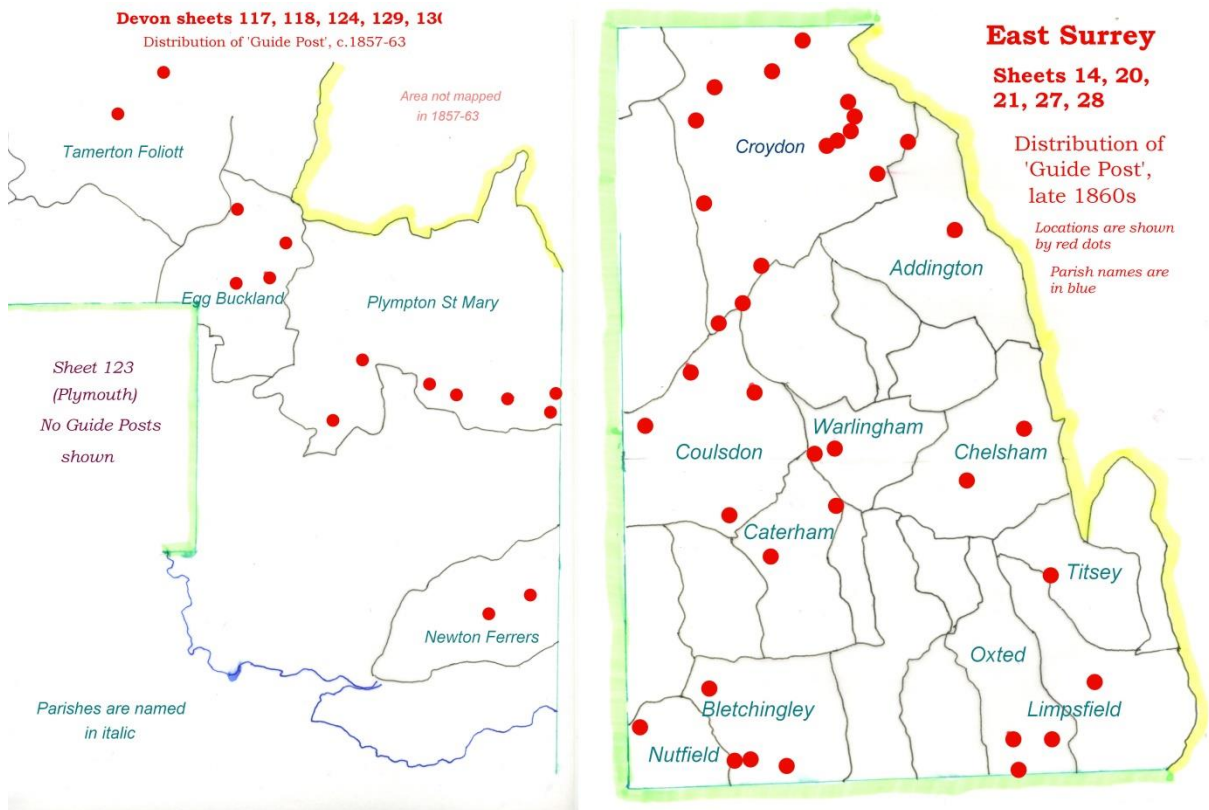 Devon sheets 117, 118, 124, 129, 130
Distribution of 'Guide Post', c.1857-63
Area not mapped
in 1857-63
Tamerton Foliott
Egg Buckland
Plympton St Mary
Sheet 123
(Plymouth)
No Guide Posts
shown
Newton Ferrers
Parishes are named
in italic
East Surrey
Sheets 14, 20,
21, 27, 28
Distribution of
'Guide Post',
late 1860s
Locations are shown
by red dots
Parish names are
in blue
Croydon
Addington
Warlingham
Coulsdon
Chelsham
Caterham
Titsey
Oxted
Bletchingley
Limpsfield
Nutfield